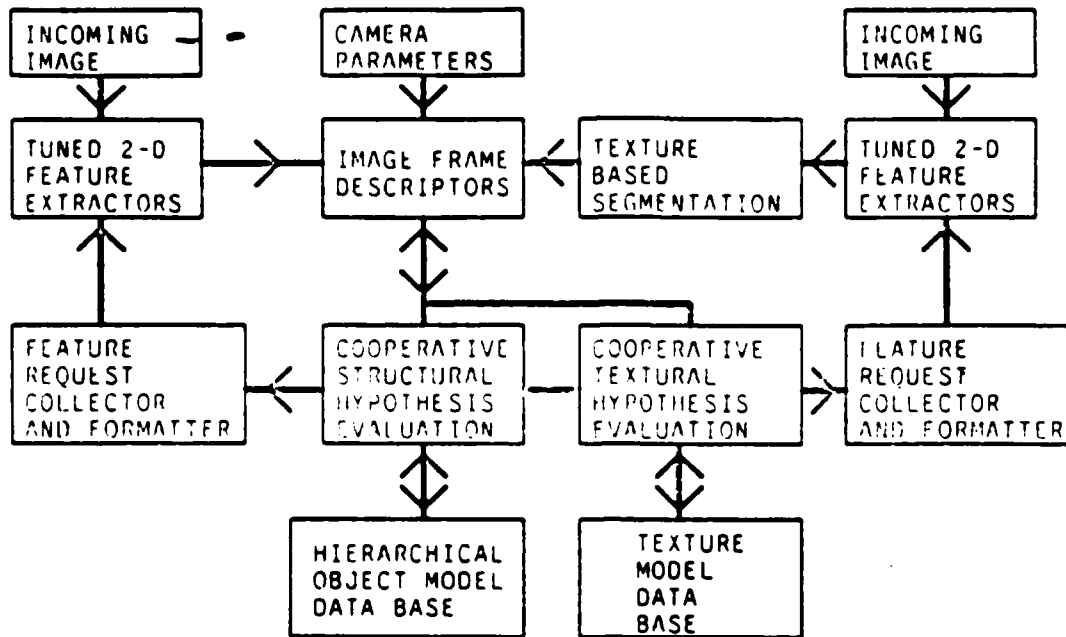 INCOMING
IMAGE
CAMERA
PARAMETERS
INCOMING
IMAGE
TUNED 2-D
FEATURE
EXTRACTORS
IMAGE FRAME
DESCRIPTORS
TEXTURE
BASED
SEGMENTATION
TUNED 2-D
FEATURE
EXTRACTORS
FEATURE
REQUEST
COLLECTOR
AND FORMATTER
COOPERATIVE
STRUCTURAL
HYPOTHESIS
EVALUATION
COOPERATIVE
TEXTURAL
HYPOTHESIS
EVALUATION
FEATURE
REQUEST
COLLECTOR
AND FORMATTER
HIERARCHICAL
OBJECT MODEL
DATA BASE
TEXTURE
MODEL
DATA
BASE